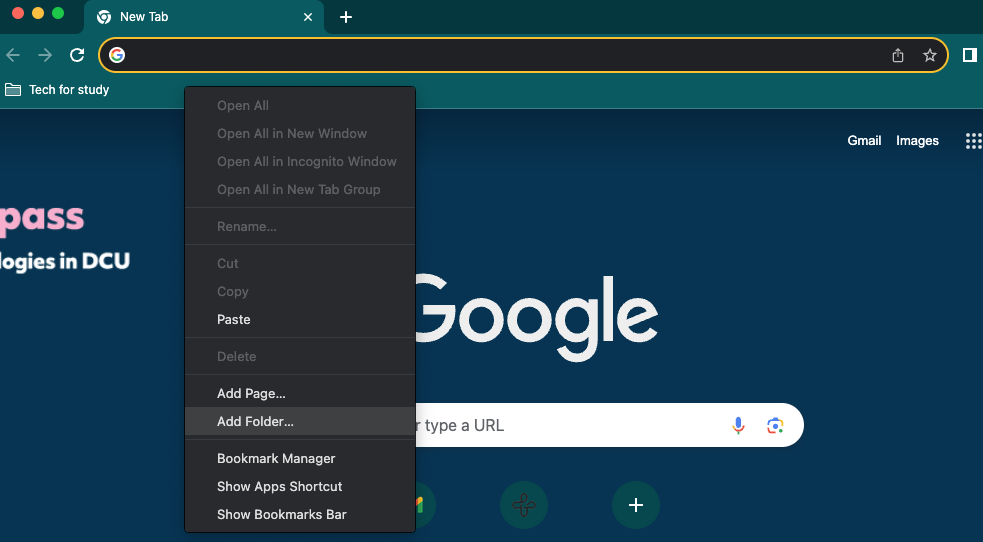 New Tab
Tech for study
Open All
Open All in New Window
Open All in Incognito Window
Open All in New Tab Group
Rename...
Cut
Copy
Paste
Delete
Add Page...
Add Folder...
Bookmark Manager
Show Apps Shortcut
Show Bookmarks Bar
Gmail Images
pass
logies in DCU
Google
r type a URL